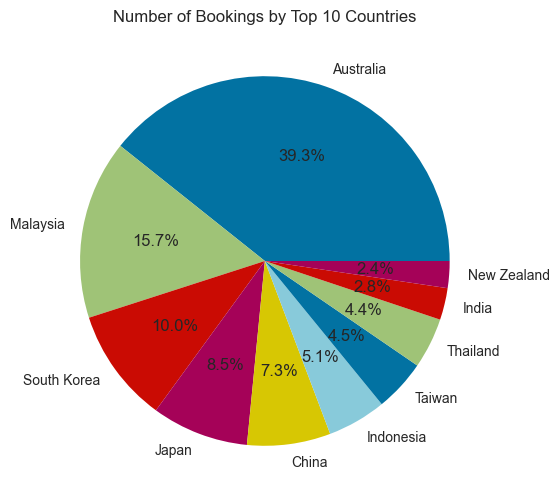 Number of Bookings by Top 10 Countries
Australia
39.3%
Malaysia
15.7%
South Korea
10.0%
Japan
8.5%
China
7.3%
Indonesia
5.1%
Taiwan
4.5%
Thailand
4.4%
India
2.8%
New Zealand
2.4%